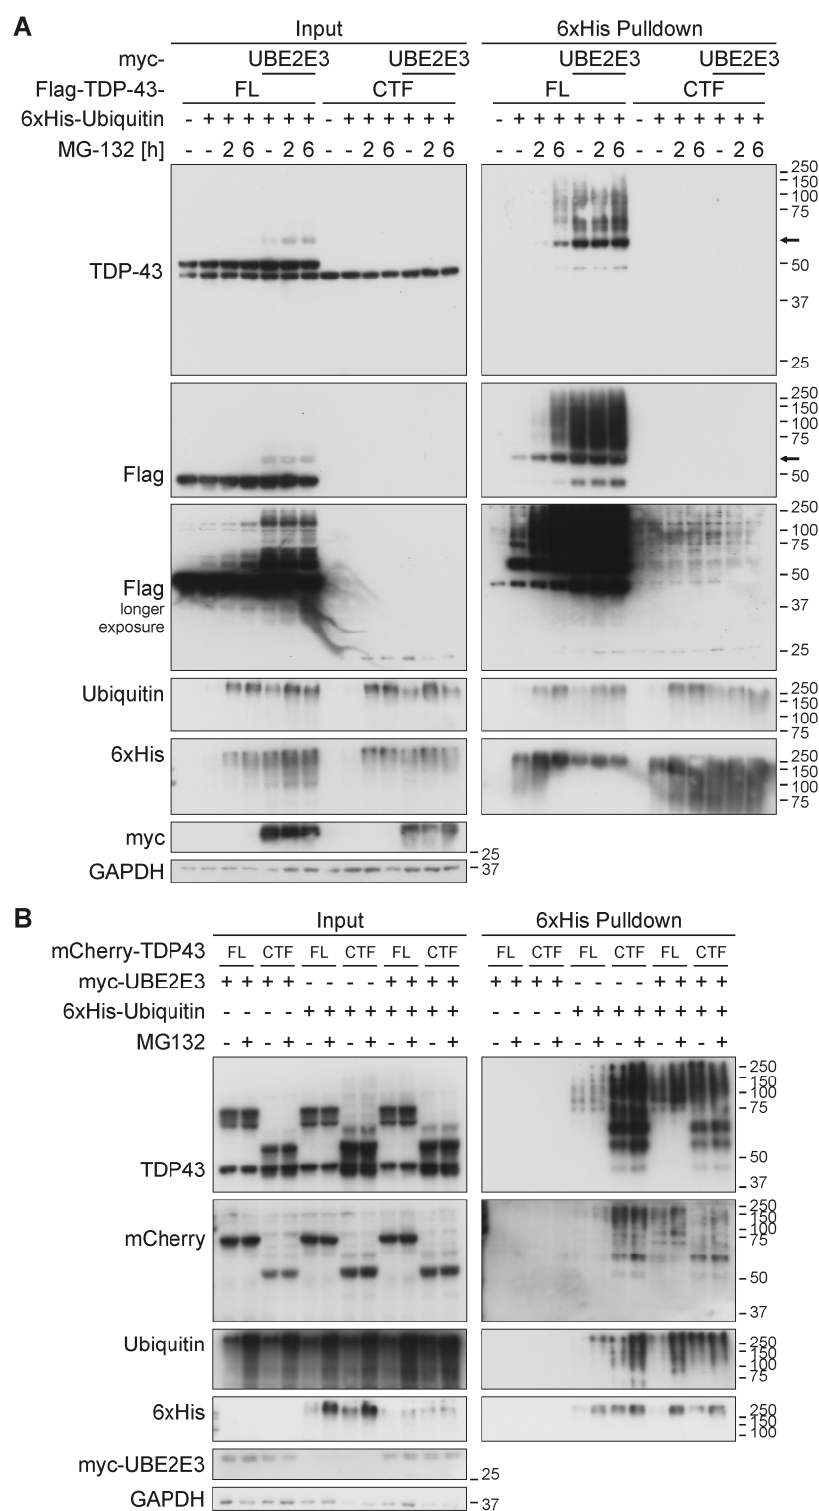 A
Input 6xHis Pulldown
myc- UBE2E3 UBE2E3 UBE2E3 UBE2E3
Flag-TDP-43- FL CTF FL CTF
6xHis-Ubiquitin - + + + + + + - + + + + + + - + + + + + + - + + + + + +
MG-132 [h] - - 2 6 - 2 6 - - 2 6 - 2 6 - - 2 6 - 2 6 - - 2 6 - 2 6
250
150
100
75
TDP-43
50
37
25
250
150
100
75
Flag
50
250
100
75
50
Flag
longer
exposure
37
25
Ubiquitin
250
150
100
75
6xHis
250
150
100
75
myc
25
GAPDH
37
B
Input 6xHis Pulldown
mCherry-TDP43 FL CTF FL CTF FL CTF FL CTF FL CTF FL CTF
myc-UBE2E3 + + + + - - - - + + + + + + + + - - - - + + + +
6xHis-Ubiquitin - - - - + + + + + + + + - - - - + + + + + + + +
MG132 - + - + - + - + - + - + - + - + - + - + - + - +
250
150
100
75
50
TDP43
37
250
150
100
75
mCherry
50
37
Ubiquitin
250
150
100
75
6xHis
250
150
100
myc-UBE2E3
25
GAPDH
37